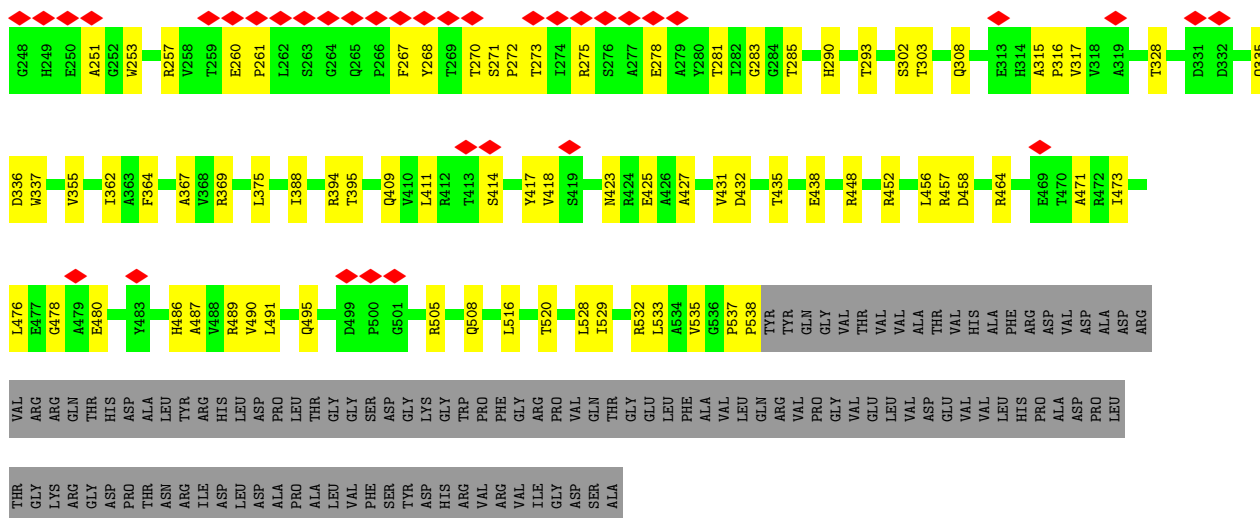 G248 H249 E250 A251 G252 W253 R257 V258 T259 E260 P261 L262 S263 G264 Q265 P266 F267 Y268 T269 T270 S271 P272 T273 I274 R275 S276 A277 E278 A279 Y280 T281 I282 G283 G284 T285 H290 T293 S302 T303 Q308 E313 H314 A315 P316 V317 V318 A319 T328 D331 D332 Q335
D336 W337 V355 I362 A363 F364 A367 V368 R369 L375 I388 R394 T395 Q409 V410 L411 R412 T413 S414 Y417 V418 S419 N423 R424 E425 A426 A427 V431 D432 T435 E438 R448 R452 L456 R457 D458 R464 E469 T470 A471 R472 I473
L476 E477 G478 A479 E480 Y483 H486 A487 V488 R489 V490 L491 Q495 D499 P500 G501 R505 Q508 L516 T520 L528 I529 R532 L533 A534 V535 G536 P537 P538 TYR TYR GLN GLY VAL THR VAL VAL ALA THR VAL HIS ALA PHE ARG ASP VAL ASP ALA ASP ARG
VAL ARG ARG GLN THR HIS ASP ALA LEU TYR ARG HIS LEU ASP PRO LEU THR GLY GLY SER ASP GLY LYS GLY TRP PRO PHE GLY ARG PRO VAL GLN THR GLY GLU LEU PHE ALA VAL LEU GLN ARG VAL PRO GLY VAL GLU LEU VAL ASP GLU VAL VAL LEU HIS PRO ALA ASP PRO LEU
THR GLY LYS ARG GLY ASP PRO THR ASN ARG ILE ASP LEU ASP ALA PRO ALA LEU VAL PHE SER TYR ASP HIS ARG VAL ARG VAL ILE GLY ASP SER ALA